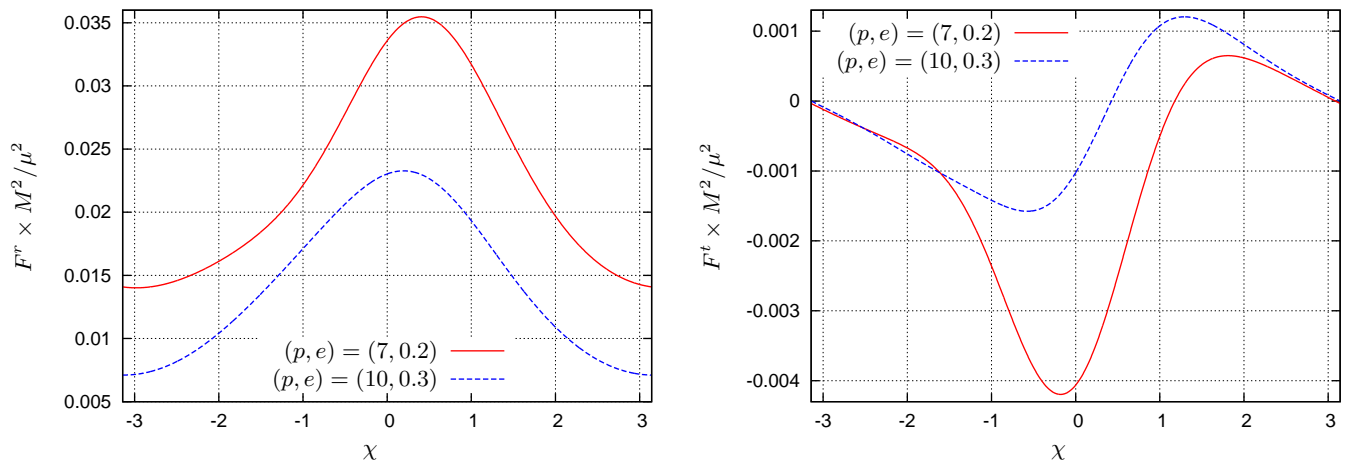 0.035
0.03
0.025
0.02
0.015
0.01
0.005
F^r × M^2/μ^2
(p, e) = (7, 0.2)
(p, e) = (10, 0.3)
-3 -2 -1 0 1 2 3
χ
0.001
0
-0.001
-0.002
-0.003
-0.004
F^t × M^2/μ^2
(p, e) = (7, 0.2)
(p, e) = (10, 0.3)
-3 -2 -1 0 1 2 3
χ